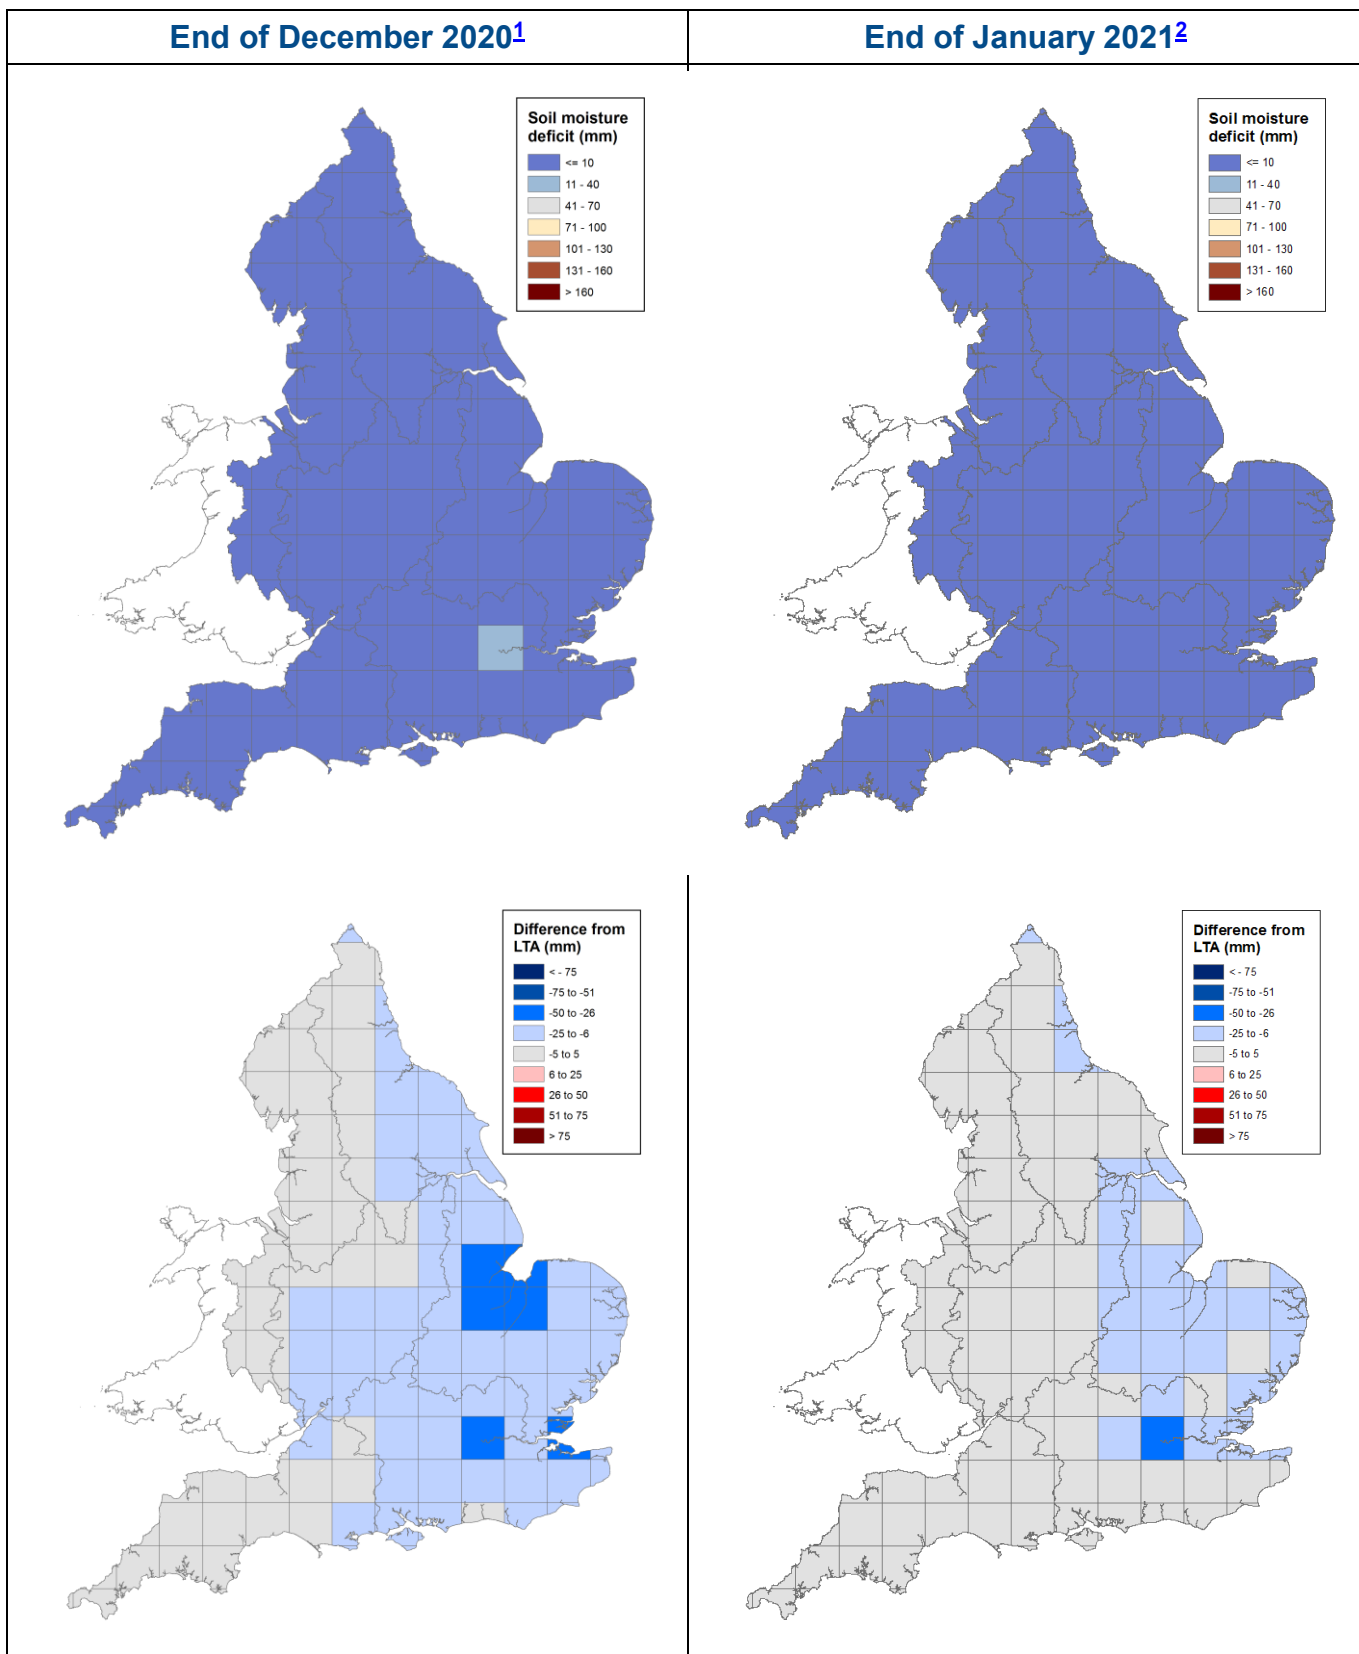 End of December 2020¹
End of January 2021²
Soil moisture
deficit (mm)
<= 10
11 - 40
41 - 70
71 - 100
101 - 130
131 - 160
> 160
Soil moisture
deficit (mm)
<= 10
11 - 40
41 - 70
71 - 100
101 - 130
131 - 160
> 160
Difference from
LTA (mm)
< - 75
-75 to -51
-50 to -26
-25 to -6
-5 to 5
6 to 25
26 to 50
51 to 75
> 75
Difference from
LTA (mm)
< - 75
-75 to -51
-50 to -26
-25 to -6
-5 to 5
6 to 25
26 to 50
51 to 75
> 75